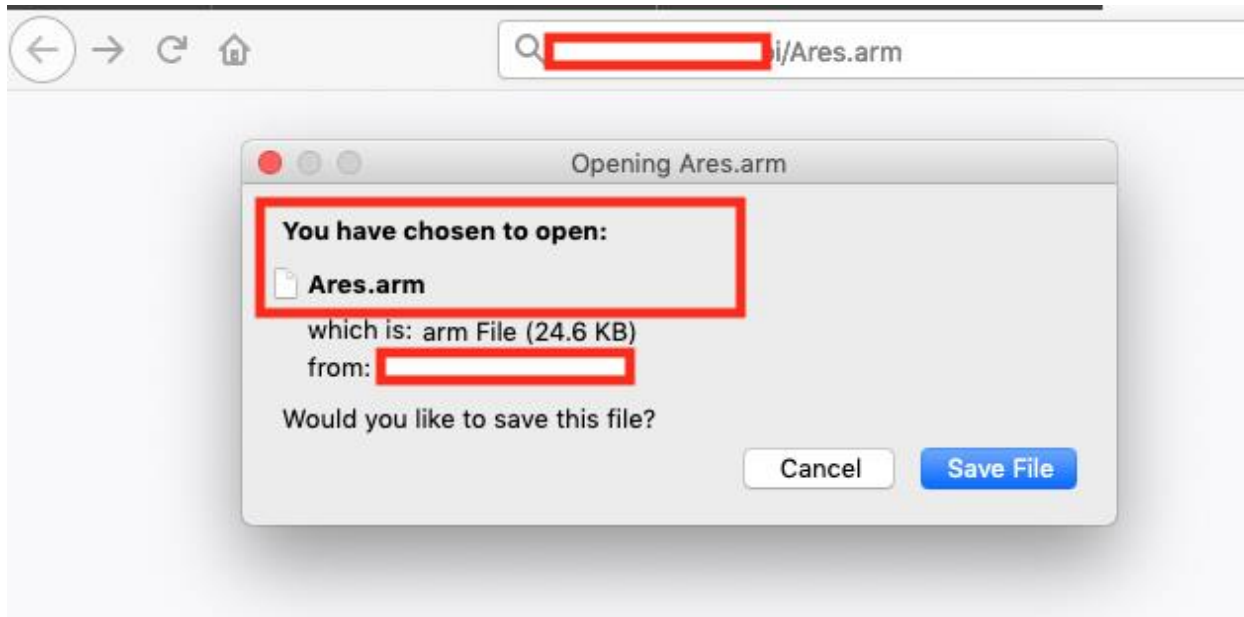 i/Ares.arm
Opening Ares.arm
You have chosen to open:
Ares.arm
which is: arm File (24.6 KB)
from:
Would you like to save this file?
Cancel
Save File